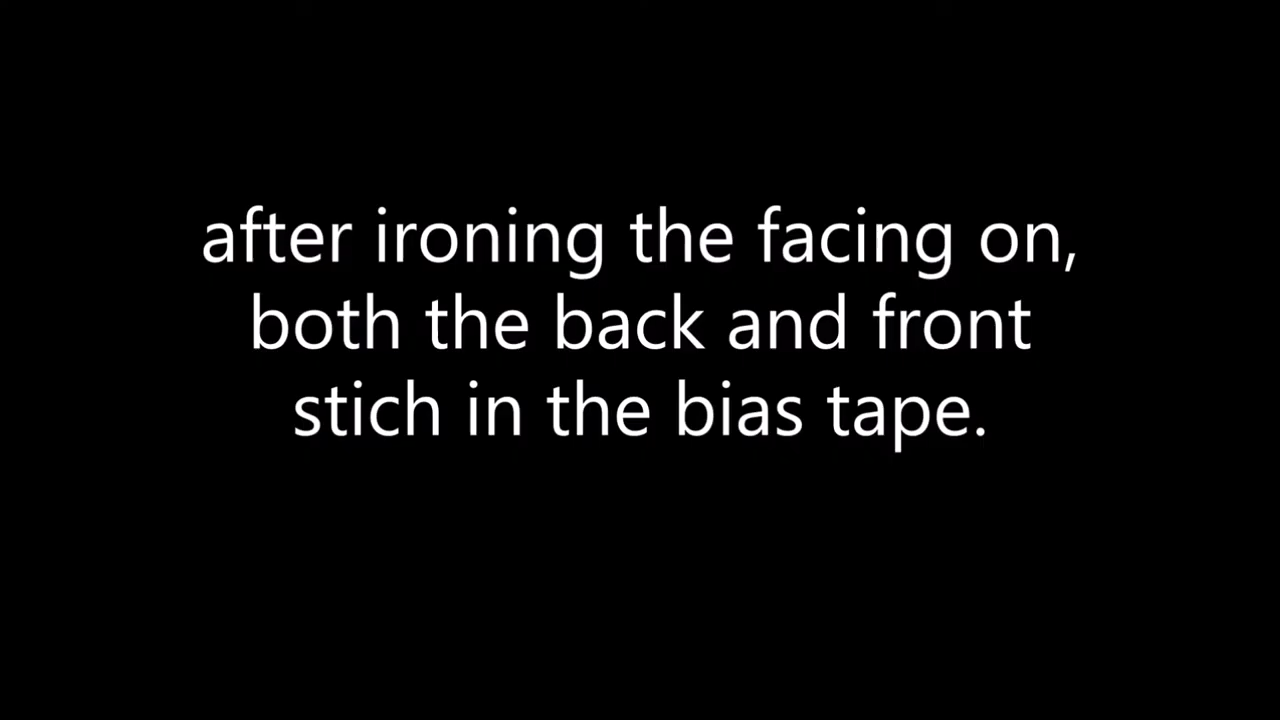 after ironing the facing on,
both the back and front
stich in the bias tape.